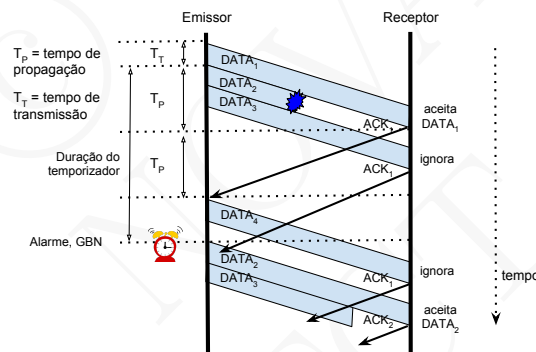 Emissor
Receptor
T_P = tempo de
propagação
T_T = tempo de
transmissão
T_T
T_P
T_P
Duração do
temporizador
Alarme, GBN
DATA_1
DATA_2
DATA_3
DATA_4
DATA_2
DATA_3
ACK_1
ACK_1
ACK_1
ACK_2
aceita
DATA_1
ignora
ignora
aceita
DATA_2
tempo